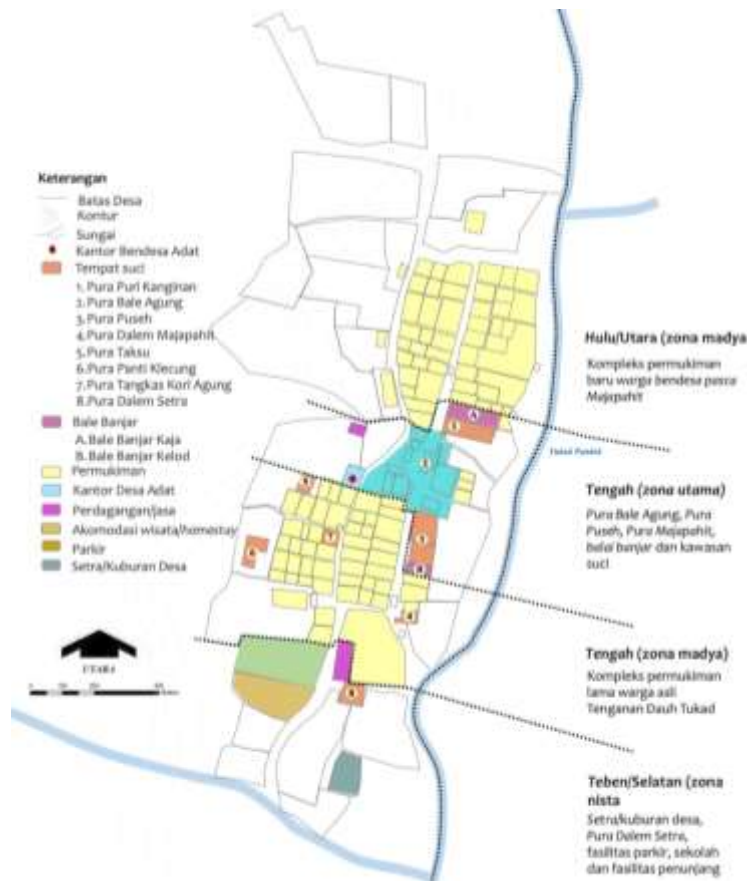 Keterangan
Batas Desa
Kontur
Sungai
Kantor Bendesa Adat
Tempat suci
1. Pura Puri Kanginan
2. Pura Bale Agung
3. Pura Puseh
4. Pura Dalem Majapahit
5. Pura Taksu
6. Pura Panti Klecung
7. Pura Tangkas Kori Agung
8. Pura Dalem Setra
Bale Banjar
A. Bale Banjar Kaja
B. Bale Banjar Kelod
Permukiman
Kantor Desa Adat
Perdagangan/jasa
Akomodasi wisata/homestay
Parkir
Setra/Kuburan Desa
UTARA
Hulu/Utara (zona madya
Kompleks permukiman
baru warga bendesa pasca
Majapahit
Tengah (zona utama)
Pura Bale Agung, Pura
Puseh, Pura Majapahit,
balai banjar dan kawasan
suci
Tengah (zona madya)
Kompleks permukiman
lama warga asli
Tenganan Dauh Tukad
Teben/Selatan (zona
nista
Setra/kuburan desa,
Pura Dalem Setra,
fasilitas parkir, sekolah
dan fasilitas penunjang